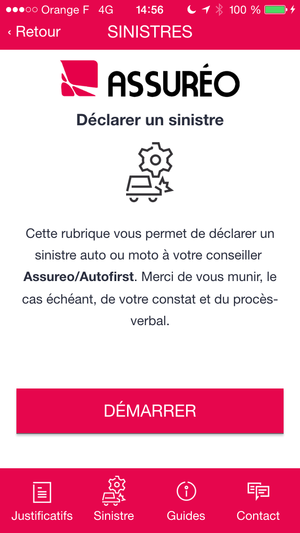 Orange F 4G 14:56 100 %
‹ Retour SINISTRES
ASSURÉO
Déclarer un sinistre
Cette rubrique vous permet de déclarer un
sinistre auto ou moto à votre conseiller
Assureo/Autofirst. Merci de vous munir, le
cas échéant, de votre constat et du procès-
verbal.
DÉMARRER
Justificatifs Sinistre Guides Contact